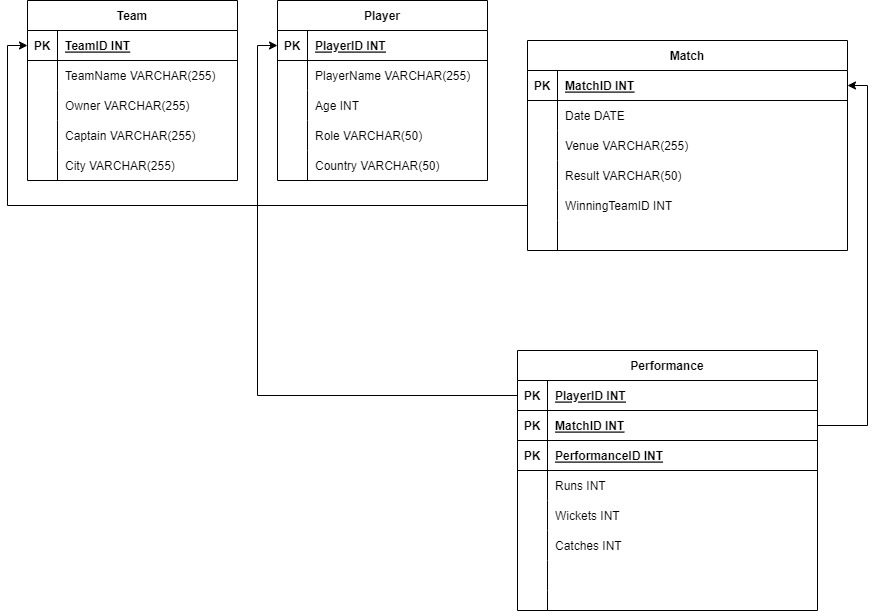 Team
PK TeamID INT
TeamName VARCHAR(255)
Owner VARCHAR(255)
Captain VARCHAR(255)
City VARCHAR(255)
Player
PK PlayerID INT
PlayerName VARCHAR(255)
Age INT
Role VARCHAR(50)
Country VARCHAR(50)
Match
PK MatchID INT
Date DATE
Venue VARCHAR(255)
Result VARCHAR(50)
WinningTeamID INT
Performance
PK PlayerID INT
PK MatchID INT
PK PerformanceID INT
Runs INT
Wickets INT
Catches INT